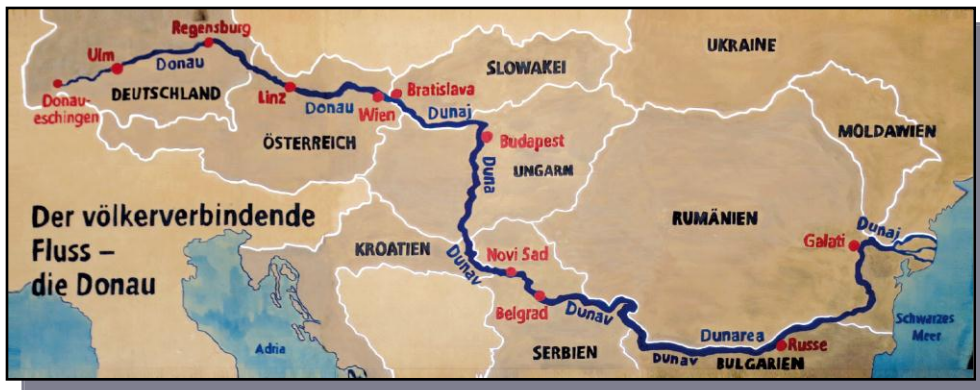 Regensburg
Ulm
Donau
Donau-
eschingen
DEUTSCHLAND
Linz
Donau
Wien
Bratislava
Dunaj
SLOWAKEI
UKRAINE
ÖSTERREICH
Budapest
Duna
UNGARN
MOLDAWIEN
Der völkerverbindende
Fluss –
die Donau
KROATIEN
Dunav
Novi Sad
RUMÄNIEN
Galati
Dunaj
Belgrad
Dunav
Adria
SERBIEN
Dunarea
Dunav
BULGARIEN
Russe
Schwarzes
Meer